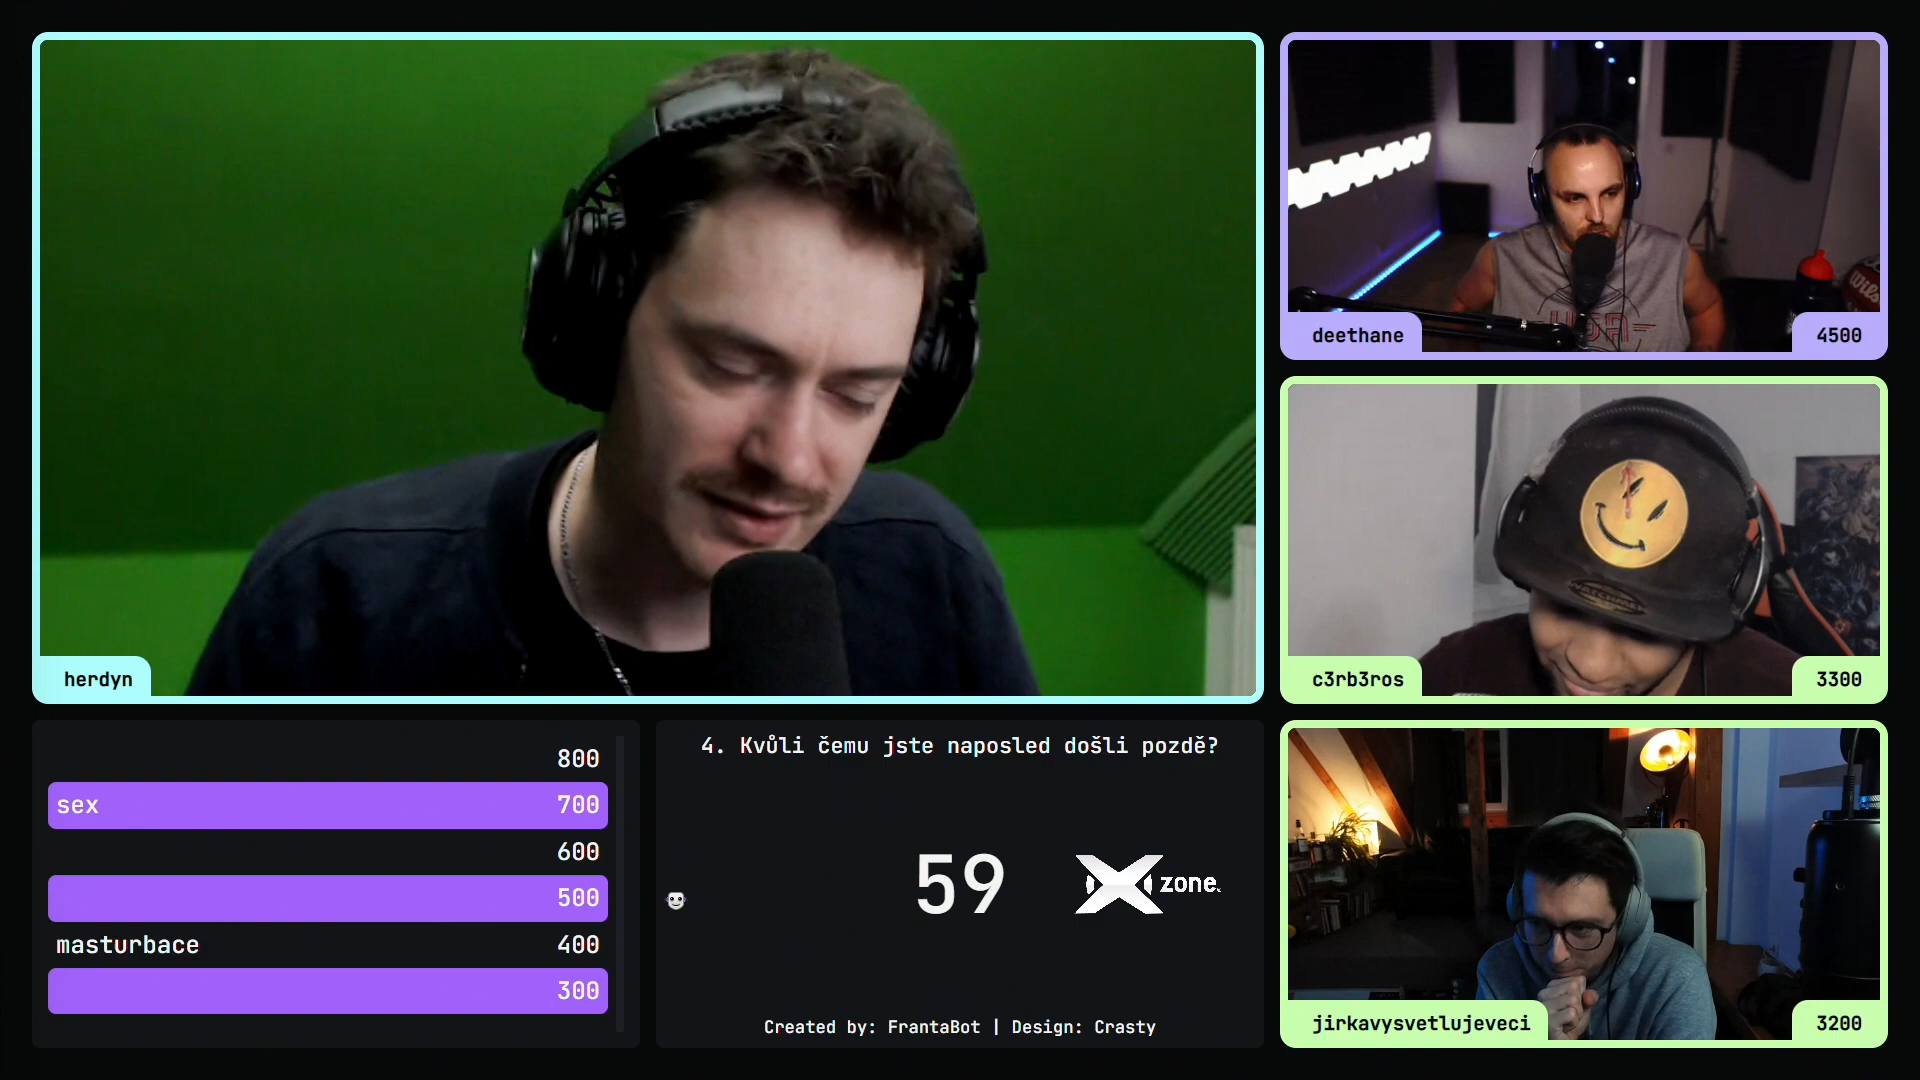 herdyn
deethane
4500
Wils
c3rb3ros
3300
800
sex 700
600
500
masturbace 400
300
4. Kvůli čemu jste naposled došli pozdě?
59
zone.
Created by: FrantaBot | Design: Crasty
jirkavysvetlujeveci
3200